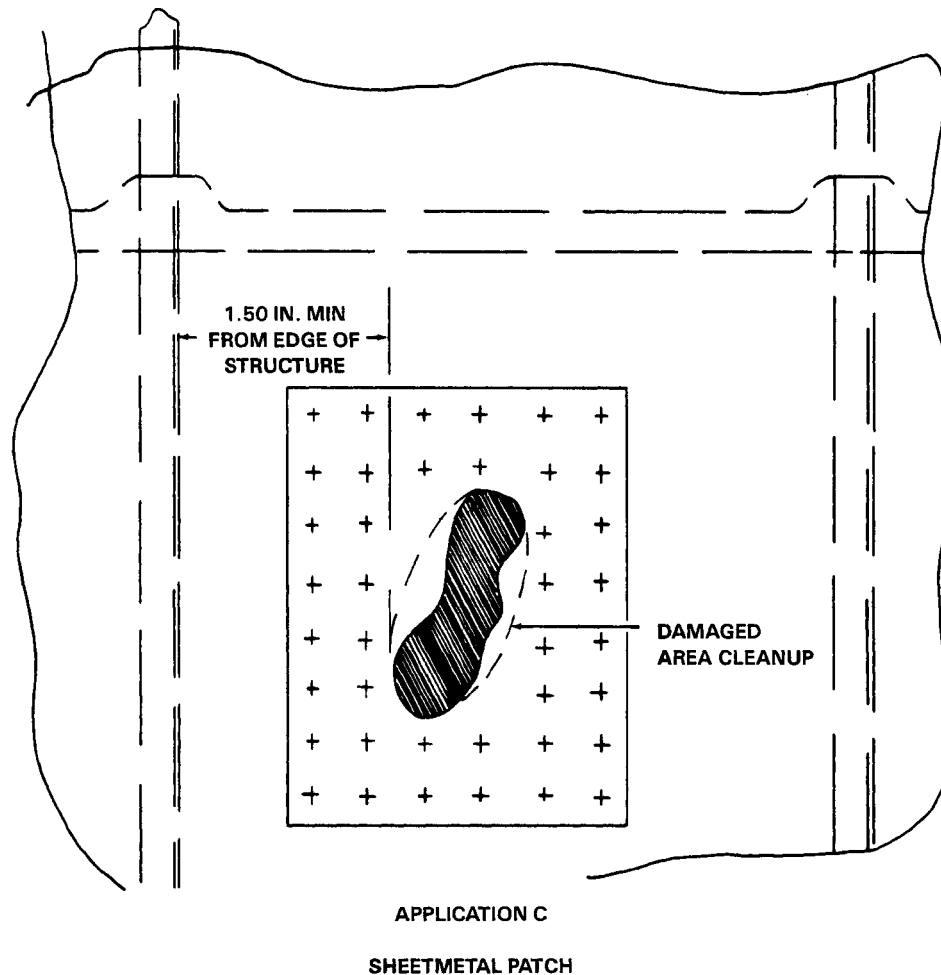 1.50 IN. MIN
FROM EDGE OF
STRUCTURE
DAMAGED
AREA CLEANUP
APPLICATION C
SHEETMETAL PATCH